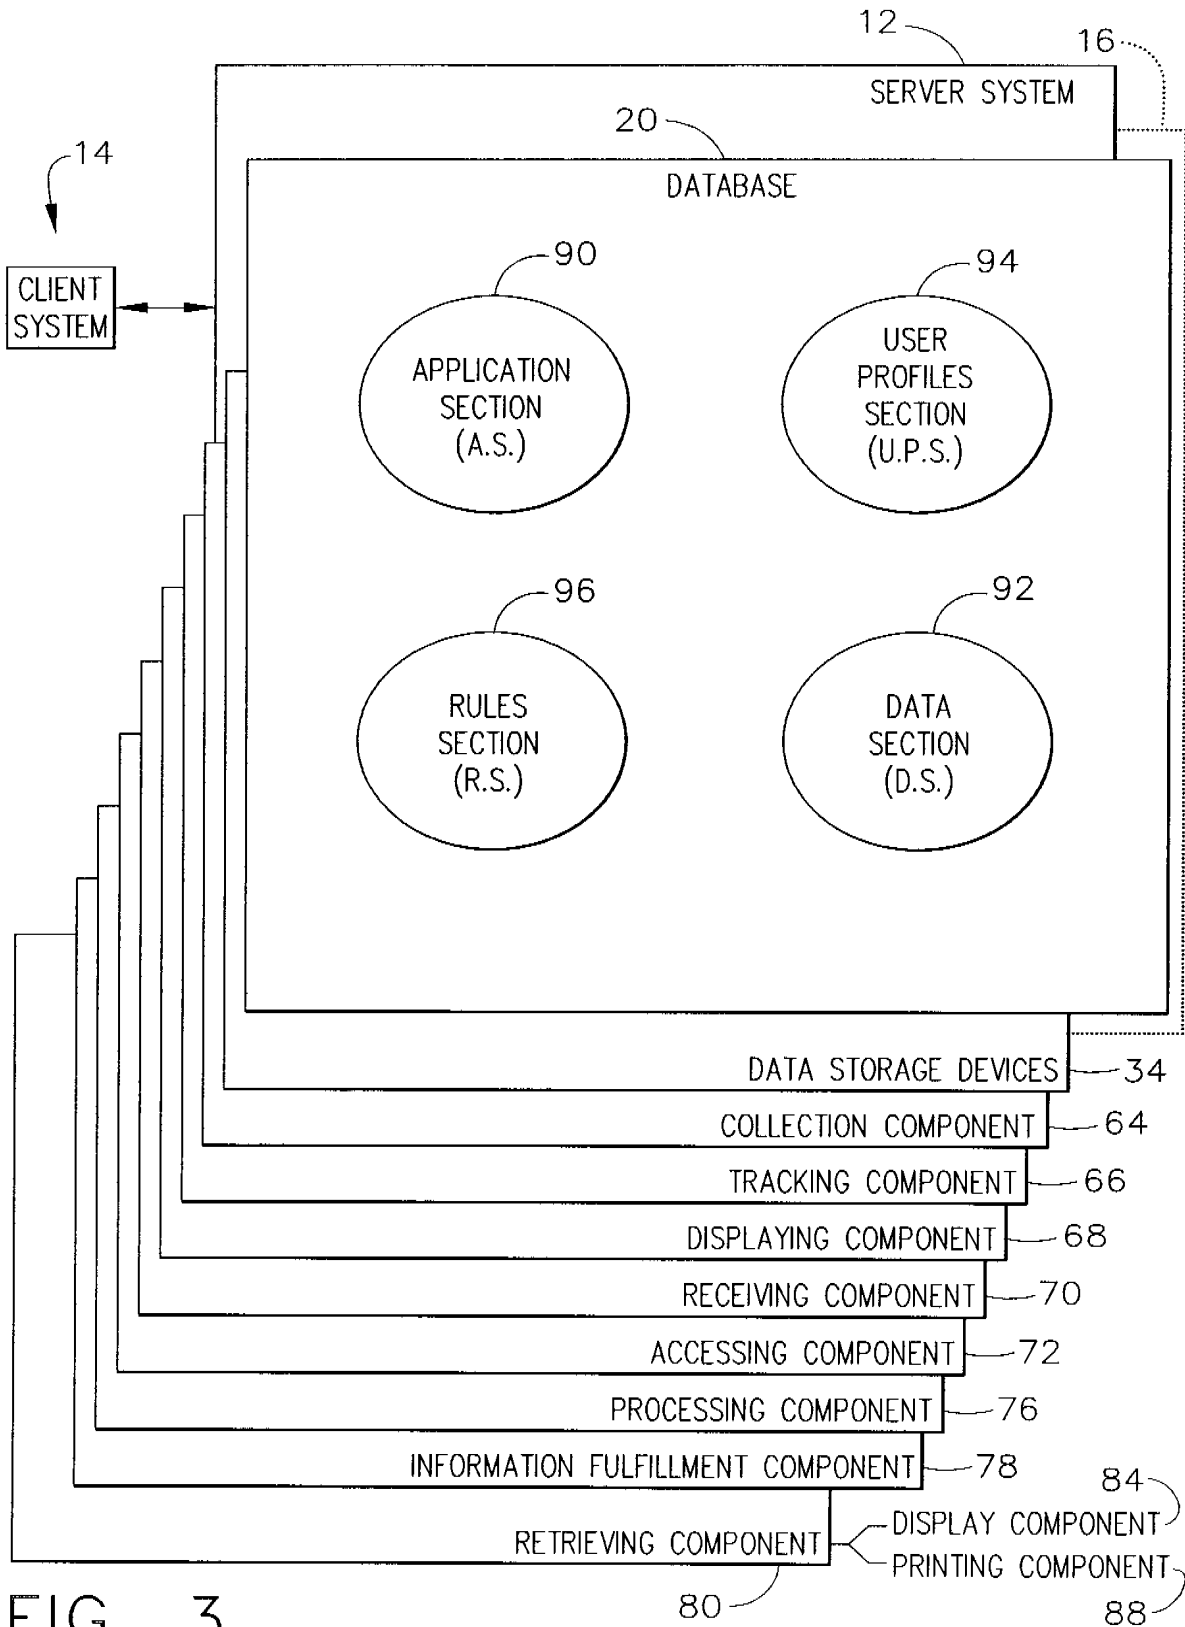 12
16
SERVER SYSTEM
20
14
DATABASE
90
94
CLIENT
SYSTEM
APPLICATION
SECTION
(A.S.)
USER
PROFILES
SECTION
(U.P.S.)
96
92
RULES
SECTION
(R.S.)
DATA
SECTION
(D.S.)
DATA STORAGE DEVICES 34
COLLECTION COMPONENT 64
TRACKING COMPONENT 66
DISPLAYING COMPONENT 68
RECEIVING COMPONENT 70
ACCESSING COMPONENT 72
PROCESSING COMPONENT 76
INFORMATION FULFILLMENT COMPONENT 78
84
DISPLAY COMPONENT
RETRIEVING COMPONENT
PRINTING COMPONENT
80
88
FIG. 3